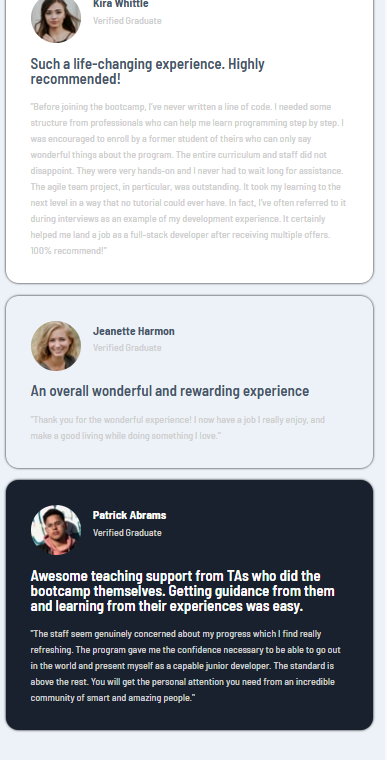 Kira Whittle
Verified Graduate
Such a life-changing experience. Highly
recommended!
"Before joining the bootcamp, I've never written a line of code. I needed some
structure from professionals who can help me learn programming step by step. I
was encouraged to enroll by a former student of theirs who can only say
wonderful things about the program. The entire curriculum and staff did not
disappoint. They were very hands-on and I never had to wait long for assistance.
The agile team project, in particular, was outstanding. It took my learning to the
next level in a way that no tutorial could ever have. In fact, I've often referred to it
during interviews as an example of my development experience. It certainly
helped me land a job as a full-stack developer after receiving multiple offers.
100% recommend!"
Jeanette Harmon
Verified Graduate
An overall wonderful and rewarding experience
"Thank you for the wonderful experience! I now have a job I really enjoy, and
make a good living while doing something I love."
Patrick Abrams
Verified Graduate
Awesome teaching support from TAs who did the
bootcamp themselves. Getting guidance from them
and learning from their experiences was easy.
"The staff seem genuinely concerned about my progress which I find really
refreshing. The program gave me the confidence necessary to be able to go out
in the world and present myself as a capable junior developer. The standard is
above the rest. You will get the personal attention you need from an incredible
community of smart and amazing people."